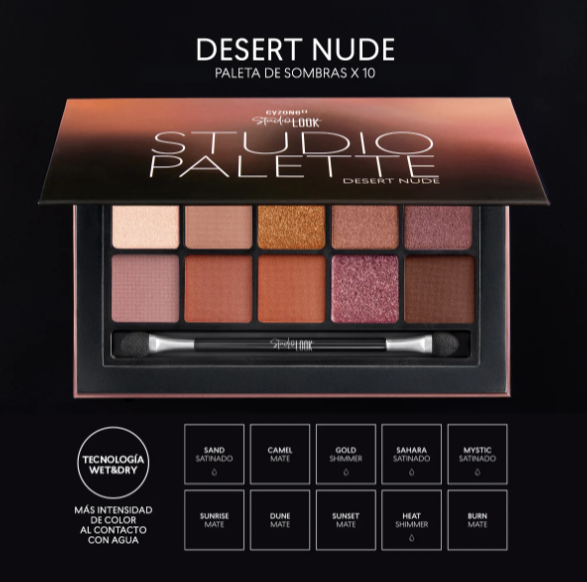 DESERT NUDE
PALETA DE SOMBRAS X 10
CYZONE
Studio LOOK
STUDIO
PALETTE
DESERT NUDE
Studio LOOK
TECNOLOGÍA
WET&DRY
MÁS INTENSIDAD
DE COLOR
AL CONTACTO
CON AGUA
SAND
SATINADO
CAMEL
MATE
GOLD
SHIMMER
SAHARA
SATINADO
MYSTIC
SATINADO
SUNRISE
MATE
DUNE
MATE
SUNSET
MATE
HEAT
SHIMMER
BURN
MATE